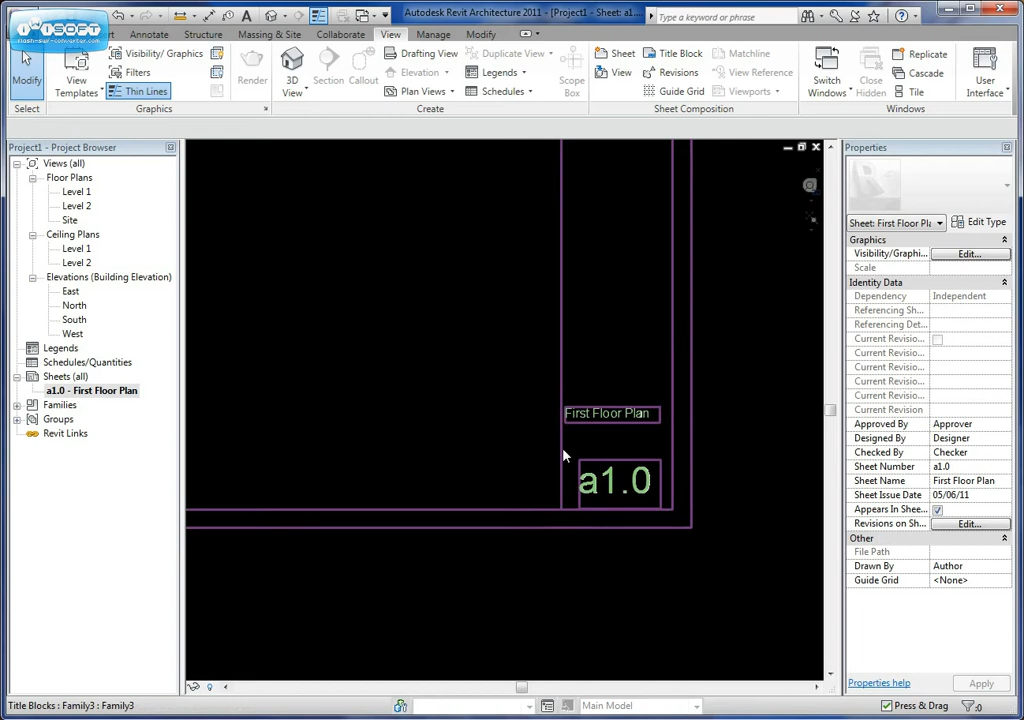 Autodesk Revit Architecture 2011 - [Project1 - Sheet: a1...
Type a keyword or phrase
iWiSOFT
flash-swf-converter.com
Annotate
Structure
Massing & Site
Collaborate
View
Manage
Modify
Modify
View
Templates
Visibility/Graphics
Filters
Thin Lines
Render
3D
View
Section
Callout
Drafting View
Elevation
Plan Views
Duplicate View
Legends
Schedules
Scope
Box
Sheet
View
Title Block
Revisions
Guide Grid
Matchline
View Reference
Viewports
Switch
Windows
Close
Hidden
Replicate
Cascade
Tile
User
Interface
Select
Graphics
Create
Sheet Composition
Windows
Project1 - Project Browser
Views (all)
Floor Plans
Level 1
Level 2
Site
Ceiling Plans
Level 1
Level 2
Elevations (Building Elevation)
East
North
South
West
Legends
Schedules/Quantities
Sheets (all)
a1.0 - First Floor Plan
Families
Groups
Revit Links
First Floor Plan
a1.0
Properties
Sheet: First Floor Pla
Edit Type
Graphics
Visibility/Graphi... Edit...
Scale
Identity Data
Dependency Independent
Referencing Sh...
Referencing Det...
Current Revisio...
Current Revisio...
Current Revisio...
Current Revisio...
Current Revisio...
Current Revision
Approved By Approver
Designed By Designer
Checked By Checker
Sheet Number a1.0
Sheet Name First Floor Plan
Sheet Issue Date 05/06/11
Appears In Shee...
Revisions on Sh... Edit...
Other
File Path
Drawn By Author
Guide Grid <None>
Properties help
Apply
Title Blocks : Family3 : Family3
Main Model
Press & Drag
:0